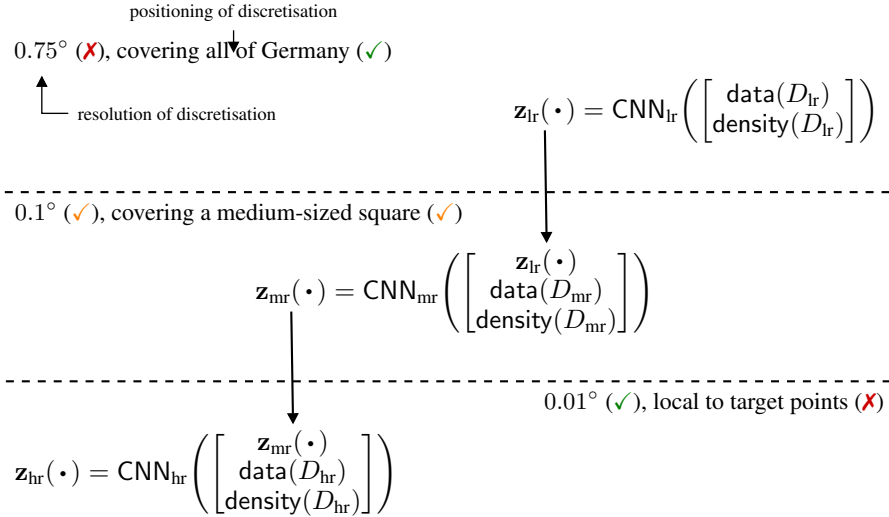 positioning of discretisation
0.75° (✗), covering all of Germany (✓)
resolution of discretisation
z_lr(·) = CNN_lr([data(D_lr) density(D_lr)])
0.1° (✓), covering a medium-sized square (✓)
z_mr(·) = CNN_mr([z_lr(·) data(D_mr) density(D_mr)])
0.01° (✓), local to target points (✗)
z_hr(·) = CNN_hr([z_mr(·) data(D_hr) density(D_hr)])